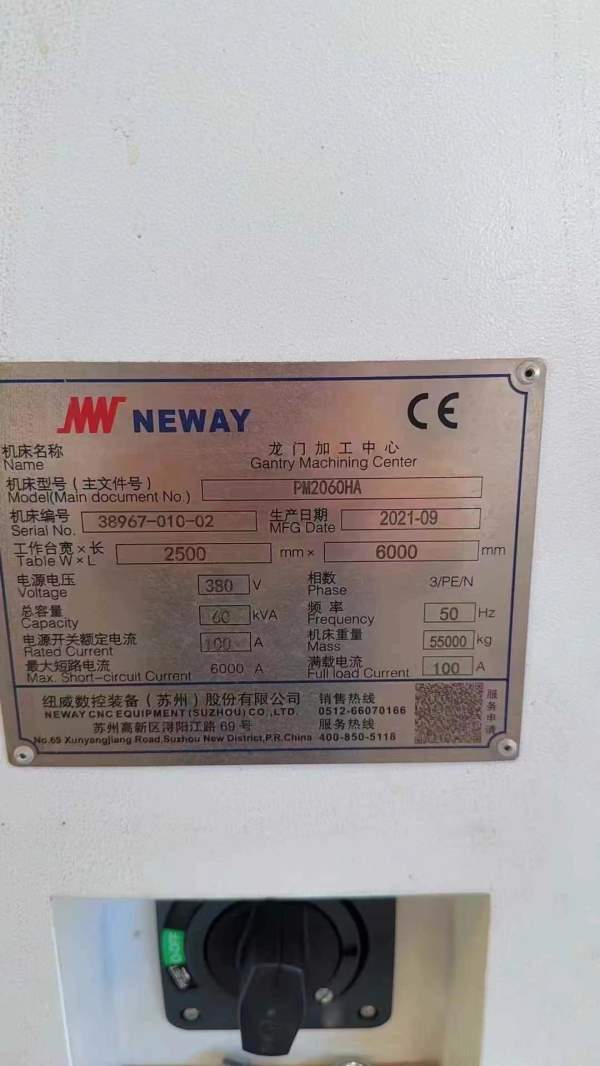 NW NEWAY
CE
机床名称 龙门加工中心
Name Gantry Machining Center
机床型号(主文件号)
Model(Main document No.) PM2060HA
机床编号 38967-010-02 生产日期 2021-09
Serial No. MFG Date
工作台宽×长 2500 mm × 6000 mm
Table W×L
电源电压 380 V 相数 3/PE/N
Voltage Phase
总容量 60 kVA 频率 50 Hz
Capacity Frequency
电源开关额定电流 100 A 机床重量 55000 kg
Rated Current Mass
最大短路电流 6000 A 满载电流 100 A
Max. Short-circuit Current Full load Current
纽威数控装备(苏州)股份有限公司 销售热线
NEWAY CNC EQUIPMENT (SUZHOU) CO., LTD. 0512-66070166
苏州高新区浔阳江路 69 号 服务热线
No.69 Xunyangjiang Road,Suzhou New District,P.R.China 400-850-5118
服务申请
O-OFF